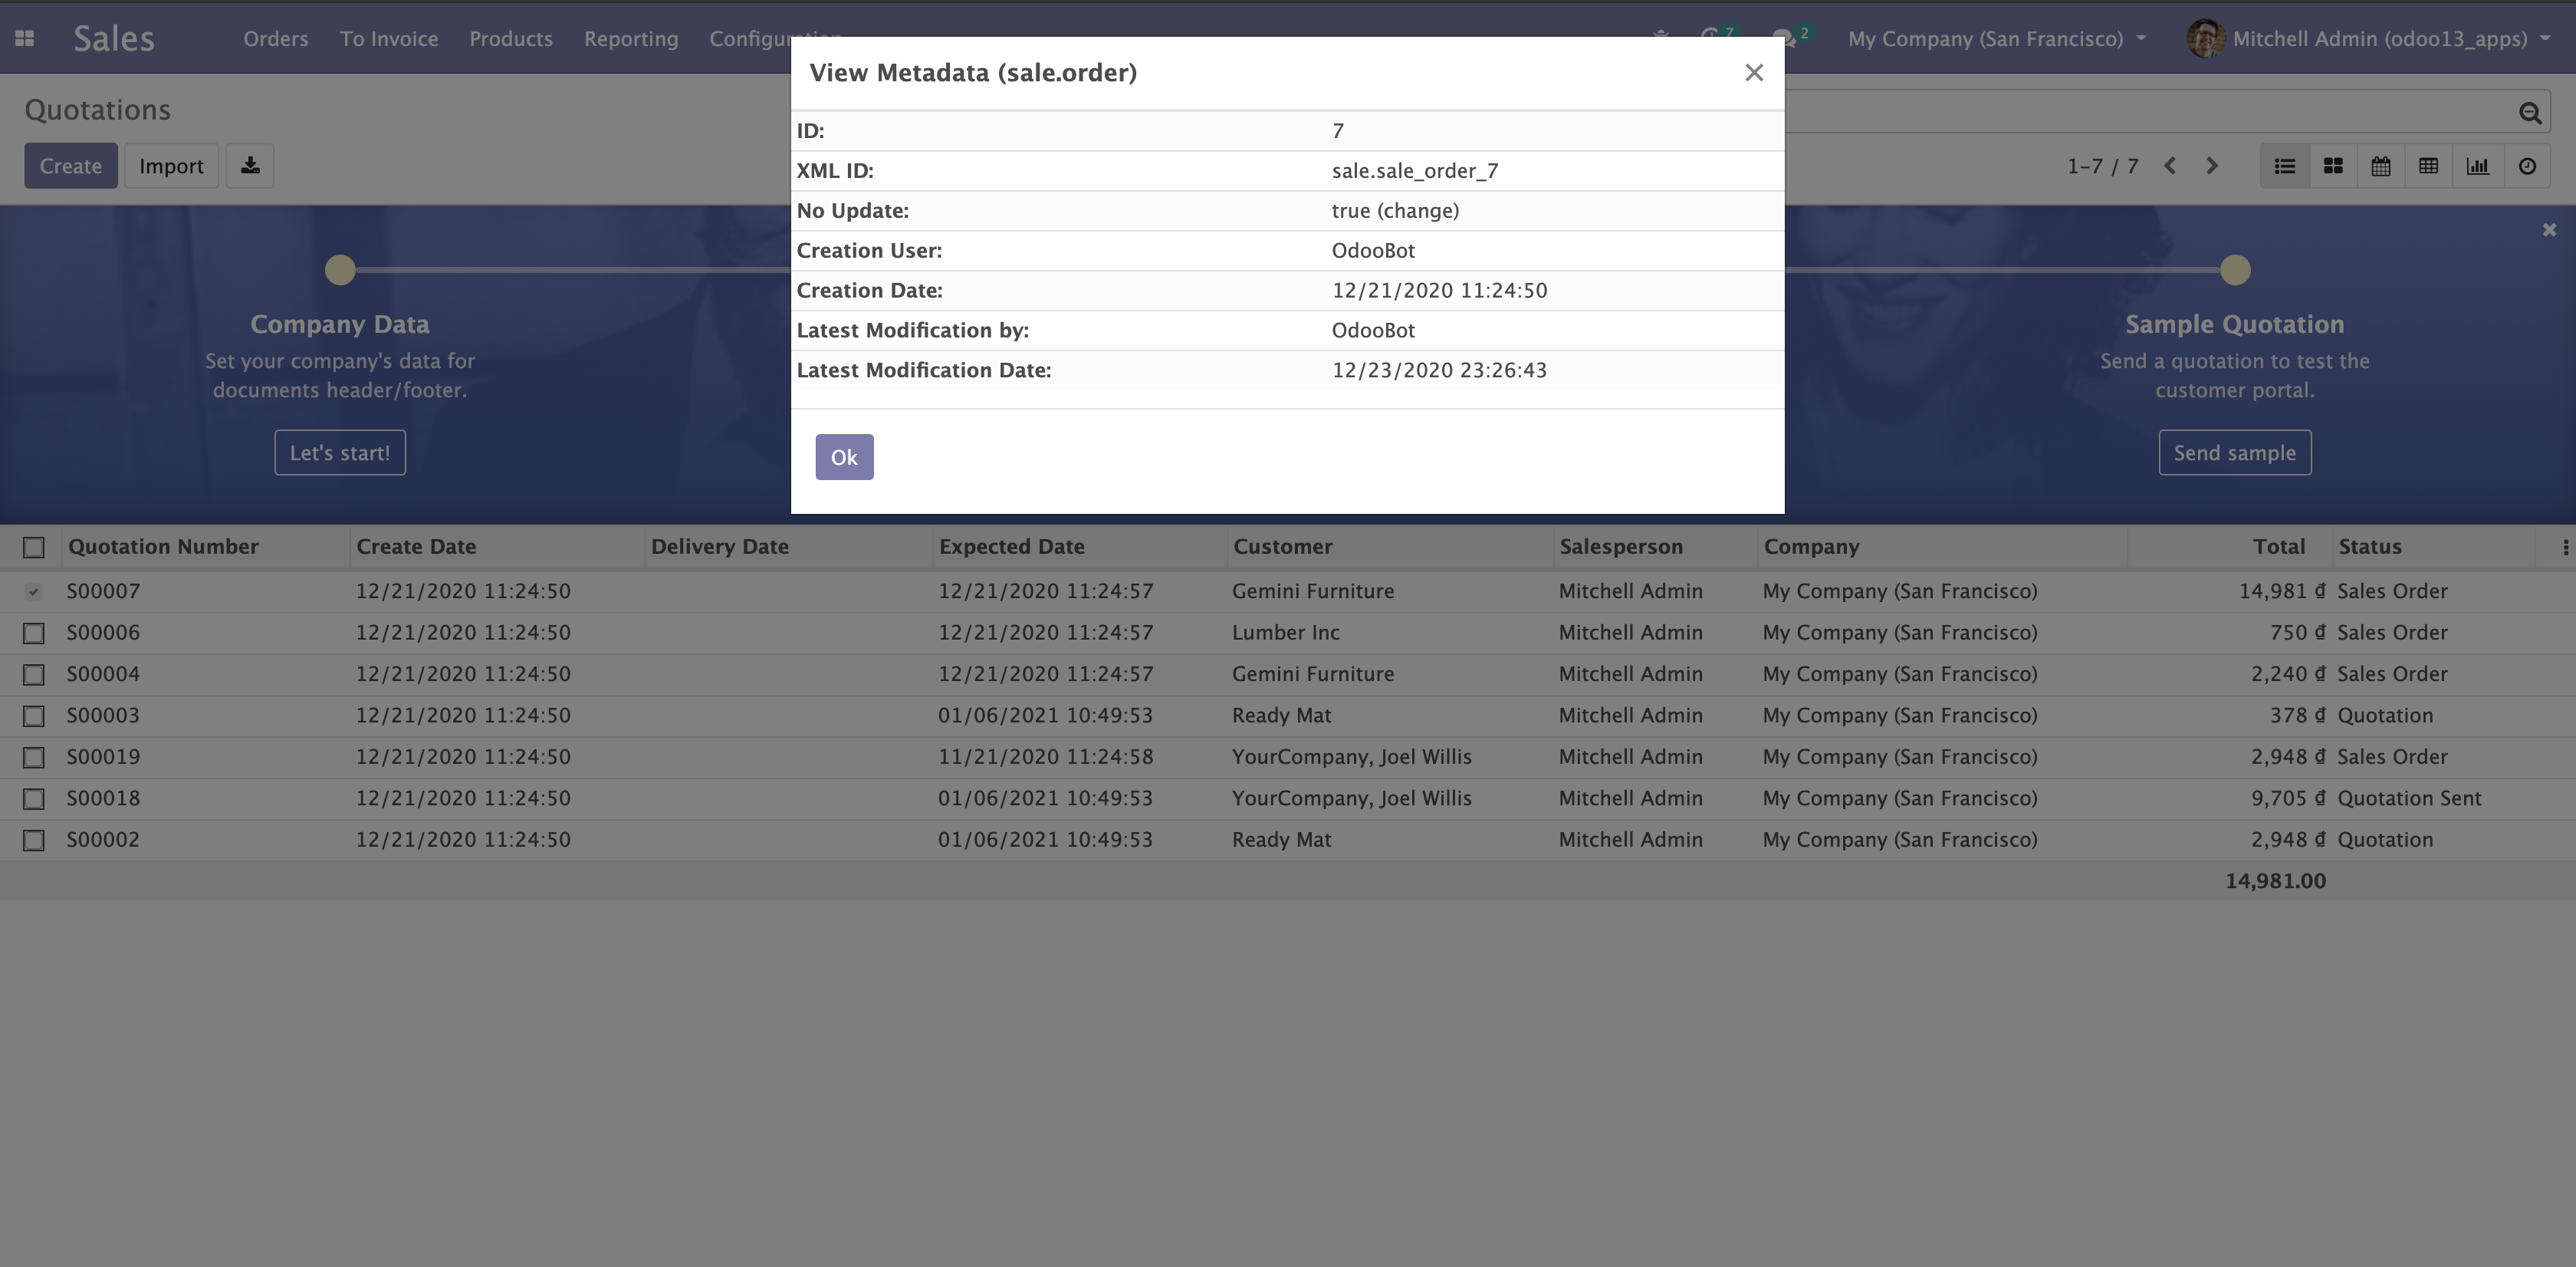 Sales Orders To Invoice Products Reporting Configuration 7 2 My Company (San Francisco) Mitchell Admin (odoo13_apps)
View Metadata (sale.order)
Quotations
Create Import 1-7 / 7
ID: 7
XML ID: sale.sale_order_7
No Update: true (change)
Creation User: OdooBot
Creation Date: 12/21/2020 11:24:50
Latest Modification by: OdooBot
Latest Modification Date: 12/23/2020 23:26:43
Ok
Company Data
Set your company's data for
documents header/footer.
Let's start!
Sample Quotation
Send a quotation to test the
customer portal.
Send sample
Quotation Number Create Date Delivery Date Expected Date Customer Salesperson Company Total Status
S00007 12/21/2020 11:24:50 12/21/2020 11:24:57 Gemini Furniture Mitchell Admin My Company (San Francisco) 14,981 ₫ Sales Order
S00006 12/21/2020 11:24:50 12/21/2020 11:24:57 Lumber Inc Mitchell Admin My Company (San Francisco) 750 ₫ Sales Order
S00004 12/21/2020 11:24:50 12/21/2020 11:24:57 Gemini Furniture Mitchell Admin My Company (San Francisco) 2,240 ₫ Sales Order
S00003 12/21/2020 11:24:50 01/06/2021 10:49:53 Ready Mat Mitchell Admin My Company (San Francisco) 378 ₫ Quotation
S00019 12/21/2020 11:24:50 11/21/2020 11:24:58 YourCompany, Joel Willis Mitchell Admin My Company (San Francisco) 2,948 ₫ Sales Order
S00018 12/21/2020 11:24:50 01/06/2021 10:49:53 YourCompany, Joel Willis Mitchell Admin My Company (San Francisco) 9,705 ₫ Quotation Sent
S00002 12/21/2020 11:24:50 01/06/2021 10:49:53 Ready Mat Mitchell Admin My Company (San Francisco) 2,948 ₫ Quotation
14,981.00